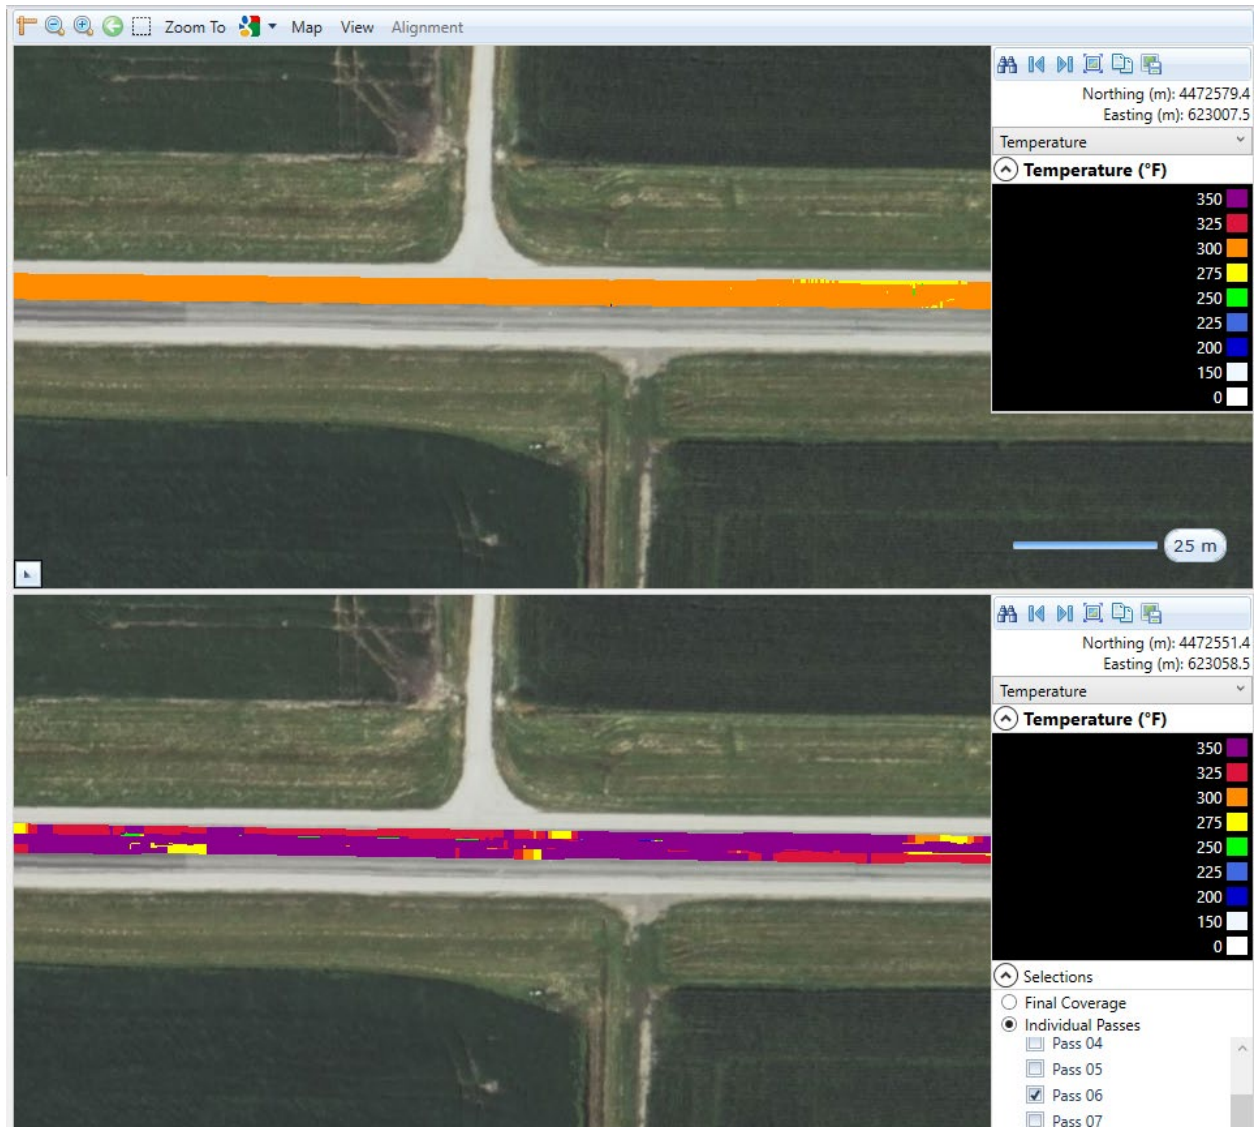 Zoom To Map View Alignment
Northing (m): 4472579.4
Easting (m): 623007.5
Temperature
Temperature (°F)
350
325
300
275
250
225
200
150
0
25 m
Northing (m): 4472551.4
Easting (m): 623058.5
Temperature
Temperature (°F)
350
325
300
275
250
225
200
150
0
Selections
Final Coverage
Individual Passes
Pass 04
Pass 05
Pass 06
Pass 07